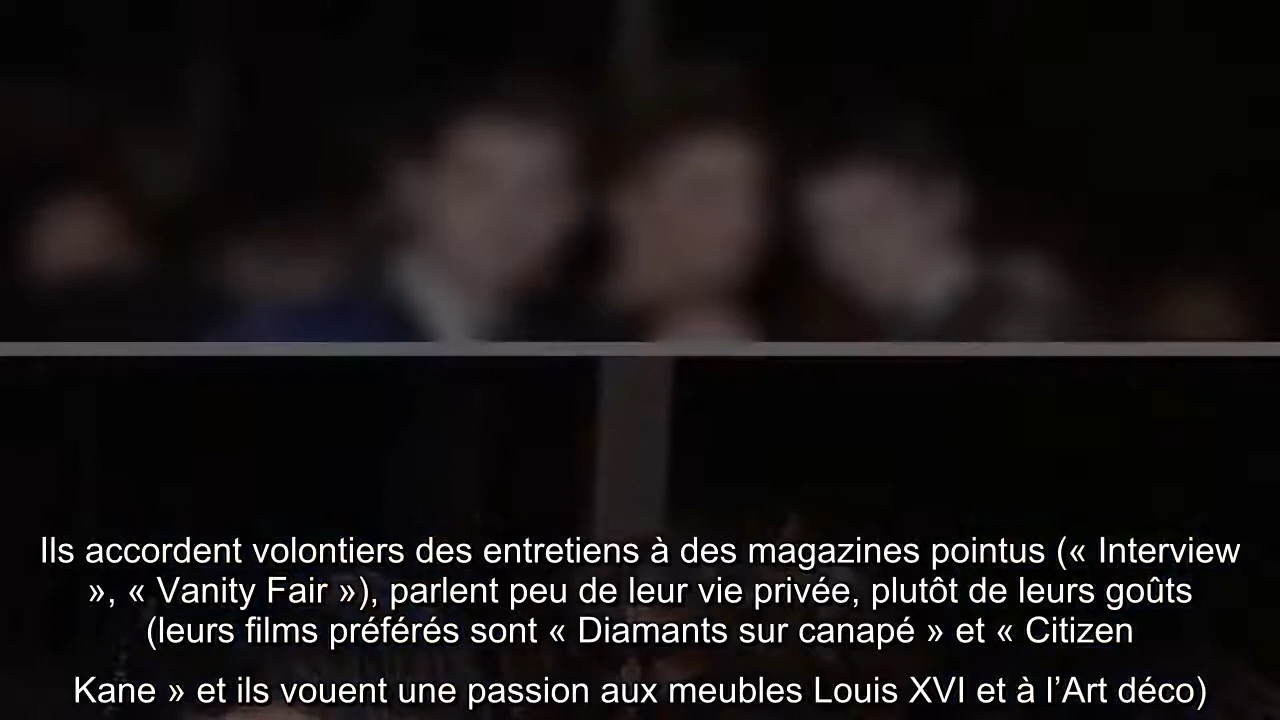 Ils accordent volontiers des entretiens à des magazines pointus (« Interview
», « Vanity Fair »), parlent peu de leur vie privée, plutôt de leurs goûts
(leurs films préférés sont « Diamants sur canapé » et « Citizen
Kane » et ils vouent une passion aux meubles Louis XVI et à l’Art déco)